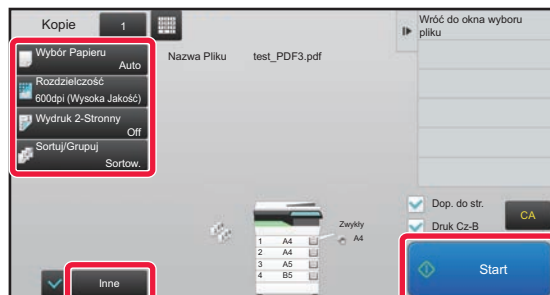 Kopie 1
Wybór Papieru
Auto
Rozdzielczość
600dpi (Wysoka Jakość)
Wydruk 2-Stronny
Off
Sortuj/Grupuj
Sortow.
Inne
Nazwa Pliku test_PDF3.pdf
Zwykły
A4
1 A4
2 A4
3 A5
4 B5
Wróć do okna wyboru
pliku
Dop. do str.
Druk Cz-B
CA
Start